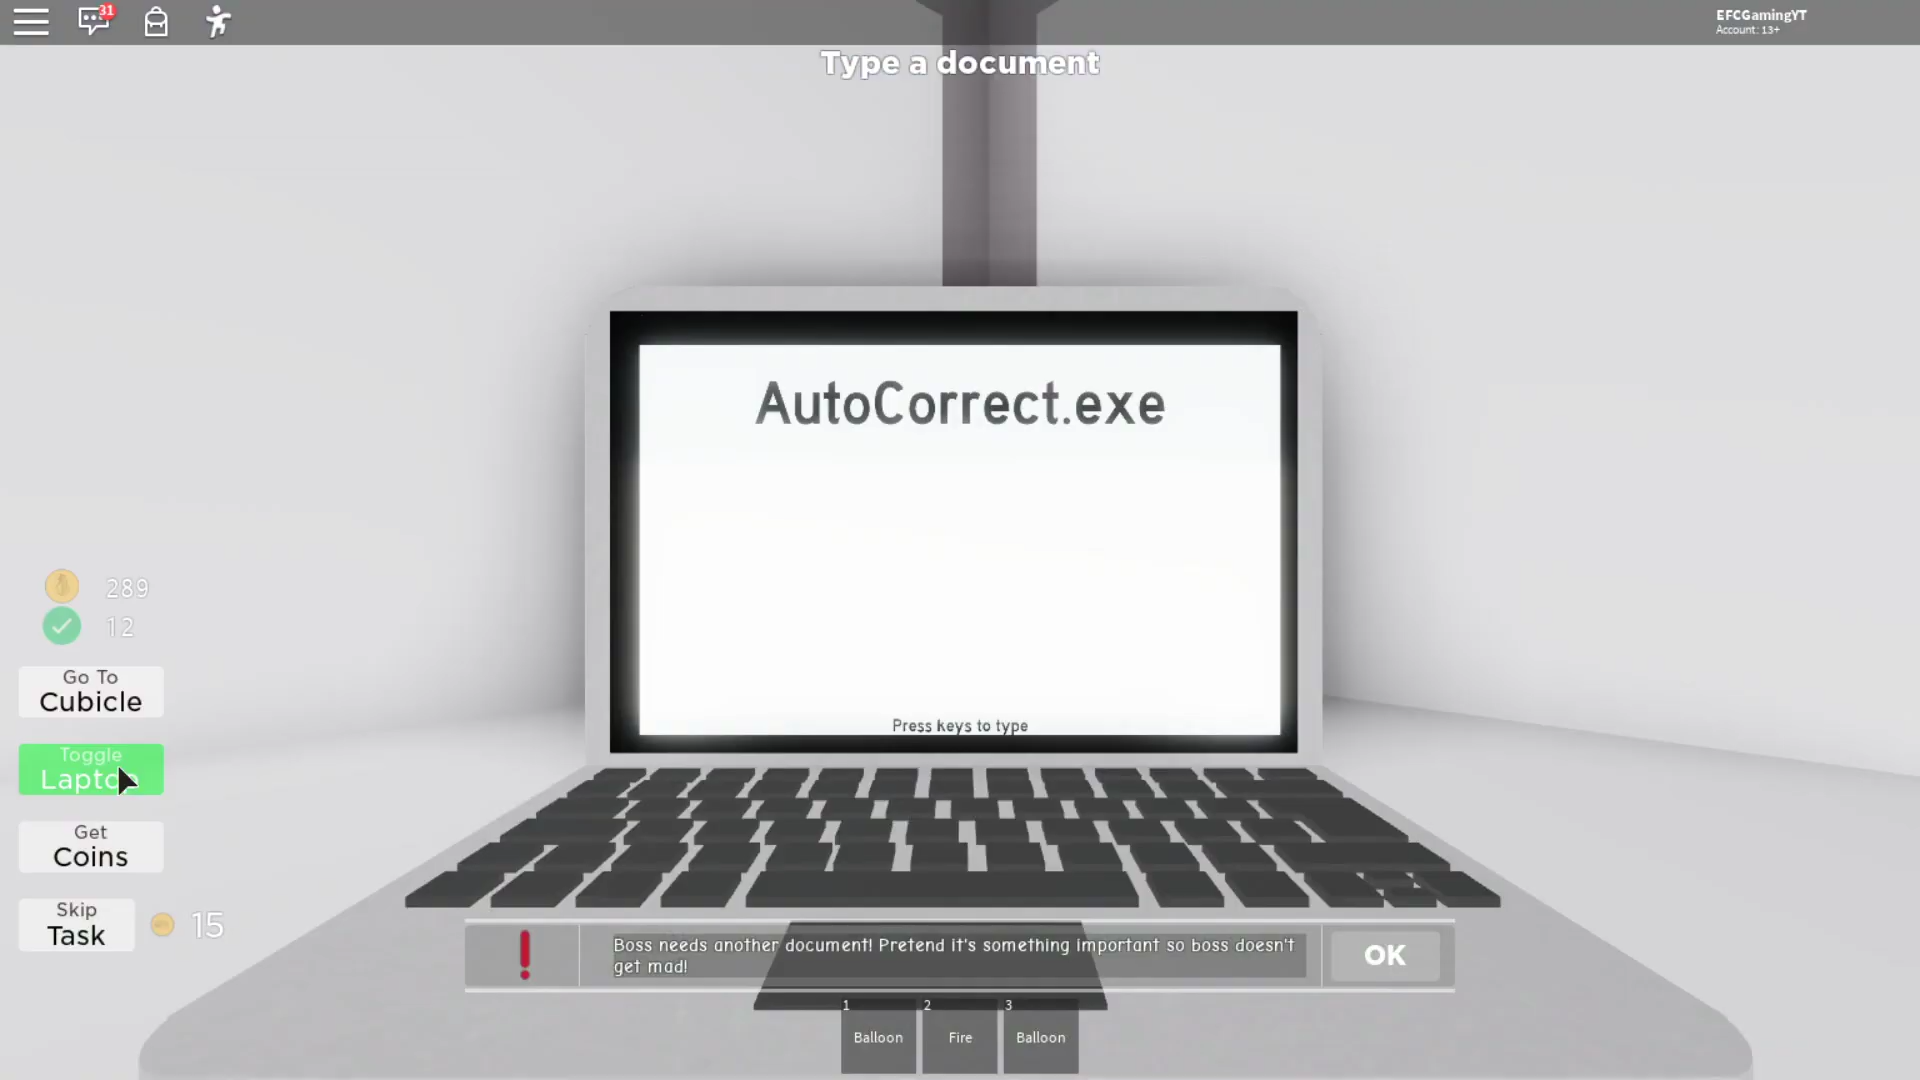 31
EFCGamingYT
Account: 13+
Type a document
AutoCorrect.exe
Press keys to type
289
12
Go To
Cubicle
Toggle
Laptop
Get
Coins
Skip
Task
15
Boss needs another document! Pretend it's something important so boss doesn't
get mad!
OK
1
Balloon
2
Fire
3
Balloon